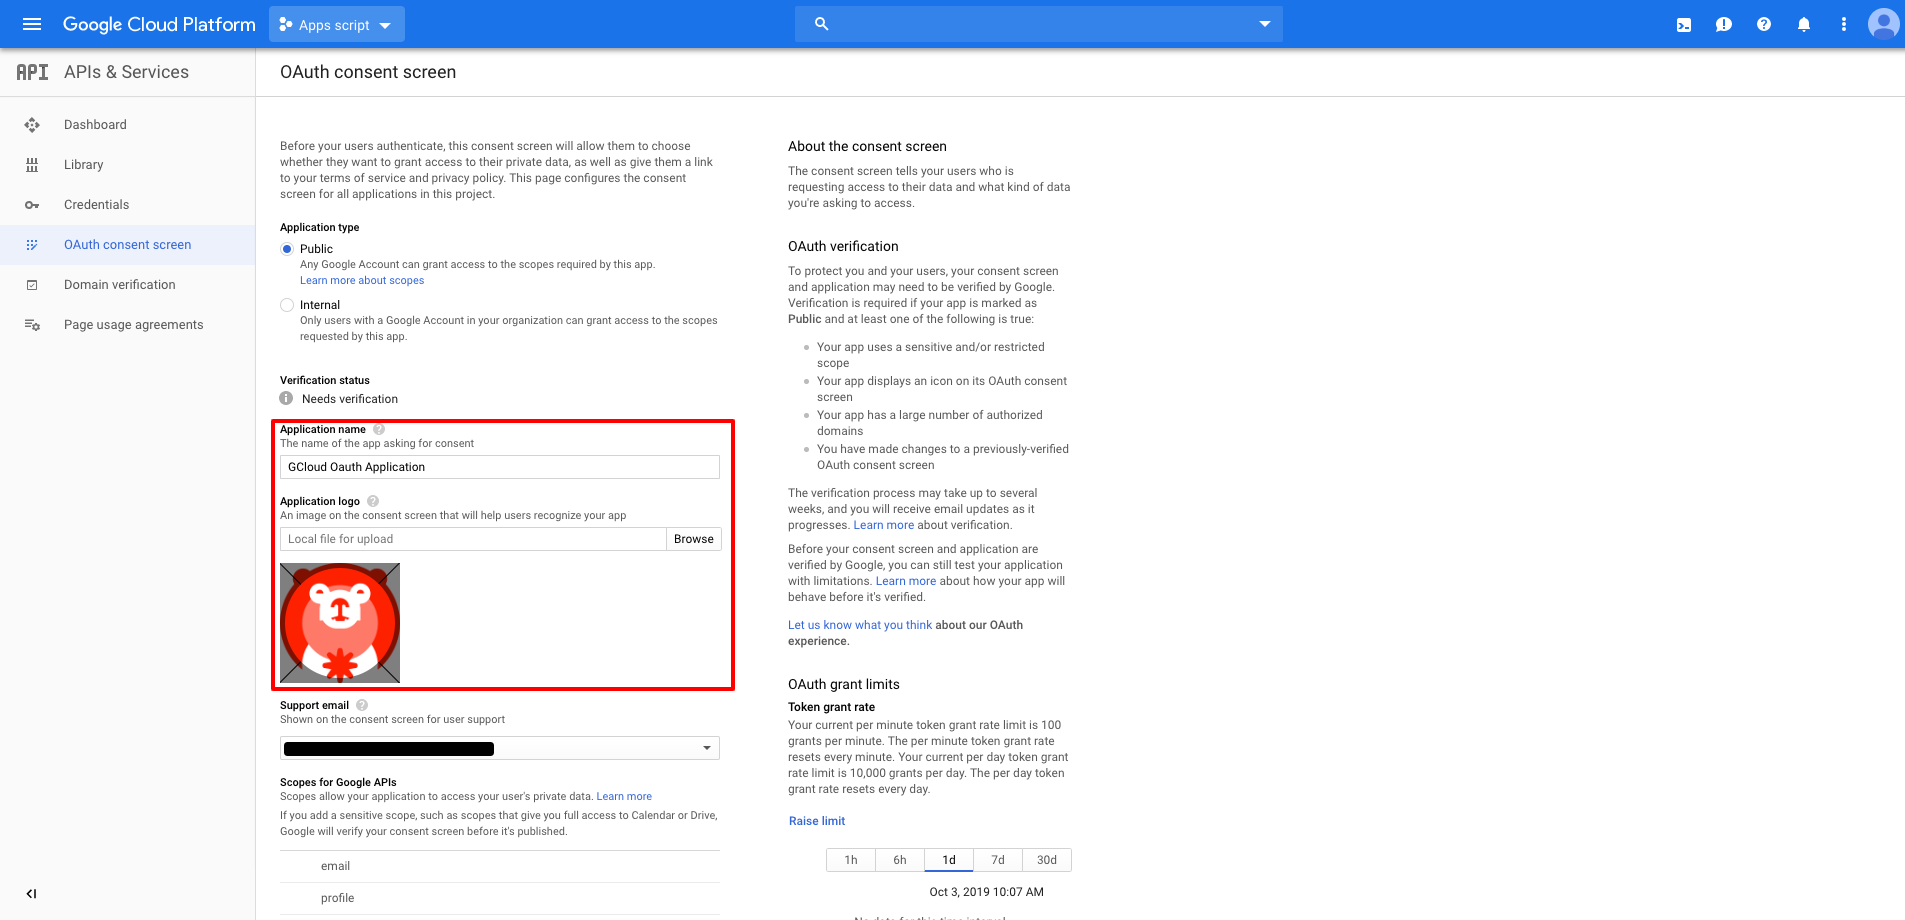 Google Cloud Platform
Apps script
API
APIs & Services
OAuth consent screen
Dashboard
Library
Credentials
OAuth consent screen
Domain verification
Page usage agreements
Before your users authenticate, this consent screen will allow them to choose
whether they want to grant access to their private data, as well as give them a link
to your terms of service and privacy policy. This page configures the consent
screen for all applications in this project.
Application type
Public
Any Google Account can grant access to the scopes required by this app.
Learn more about scopes
Internal
Only users with a Google Account in your organization can grant access to the scopes
requested by this app.
Verification status
Needs verification
Application name
The name of the app asking for consent
GCloud Oauth Application
Application logo
An image on the consent screen that will help users recognize your app
Local file for upload
Browse
Support email
Shown on the consent screen for user support
Scopes for Google APIs
Scopes allow your application to access your user's private data. Learn more
If you add a sensitive scope, such as scopes that give you full access to Calendar or Drive,
Google will verify your consent screen before it's published.
email
profile
About the consent screen
The consent screen tells your users who is
requesting access to their data and what kind of data
you're asking to access.
OAuth verification
To protect you and your users, your consent screen
and application may need to be verified by Google.
Verification is required if your app is marked as
Public and at least one of the following is true:
Your app uses a sensitive and/or restricted
scope
Your app displays an icon on its OAuth consent
screen
Your app has a large number of authorized
domains
You have made changes to a previously-verified
OAuth consent screen
The verification process may take up to several
weeks, and you will receive email updates as it
progresses. Learn more about verification.
Before your consent screen and application are
verified by Google, you can still test your application
with limitations. Learn more about how your app will
behave before it's verified.
Let us know what you think about our OAuth
experience.
OAuth grant limits
Token grant rate
Your current per minute token grant rate limit is 100
grants per minute. The per minute token grant rate
resets every minute. Your current per day token grant
rate limit is 10,000 grants per day. The per day token
grant rate resets every day.
Raise limit
1h 6h 1d 7d 30d
Oct 3, 2019 10:07 AM
No data for this time interval